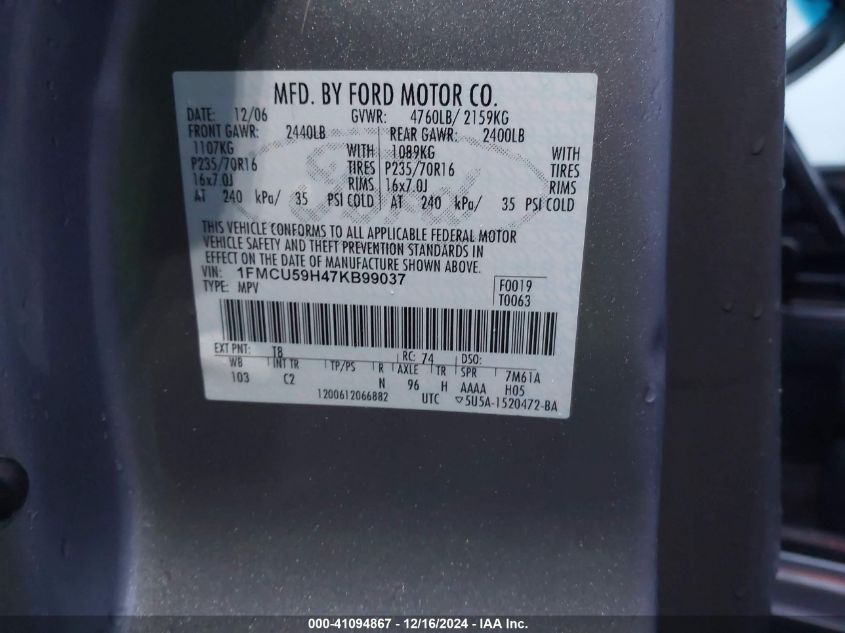 MFD. BY FORD MOTOR CO.
DATE: 12/06 GVWR: 4760LB/ 2159KG
FRONT GAWR: 2440LB REAR GAWR: 2400LB
1107KG WITH 1089KG WITH
P235/70R16 TIRES P235/70R16 TIRES
16x7.0J RIMS 16x7.0J RIMS
AT 240 kPa/ 35 PSI COLD AT 240 kPa/ 35 PSI COLD
Ford
THIS VEHICLE CONFORMS TO ALL APPLICABLE FEDERAL MOTOR
VEHICLE SAFETY AND THEFT PREVENTION STANDARDS IN
EFFECT ON THE DATE OF MANUFACTURE SHOWN ABOVE.
VIN: 1FMCU59H47KB99037
TYPE: MPV
F0019
T0063
EXT PNT: T8 RC: 74 DSO:
WB INT TR TP/PS R AXLE TR SPR 7M61A
103 C2 N 96 H AAAA H05
1200612066882 UTC ▽5U5A-1520472-BA
000-41094867 - 12/16/2024 - IAA Inc.